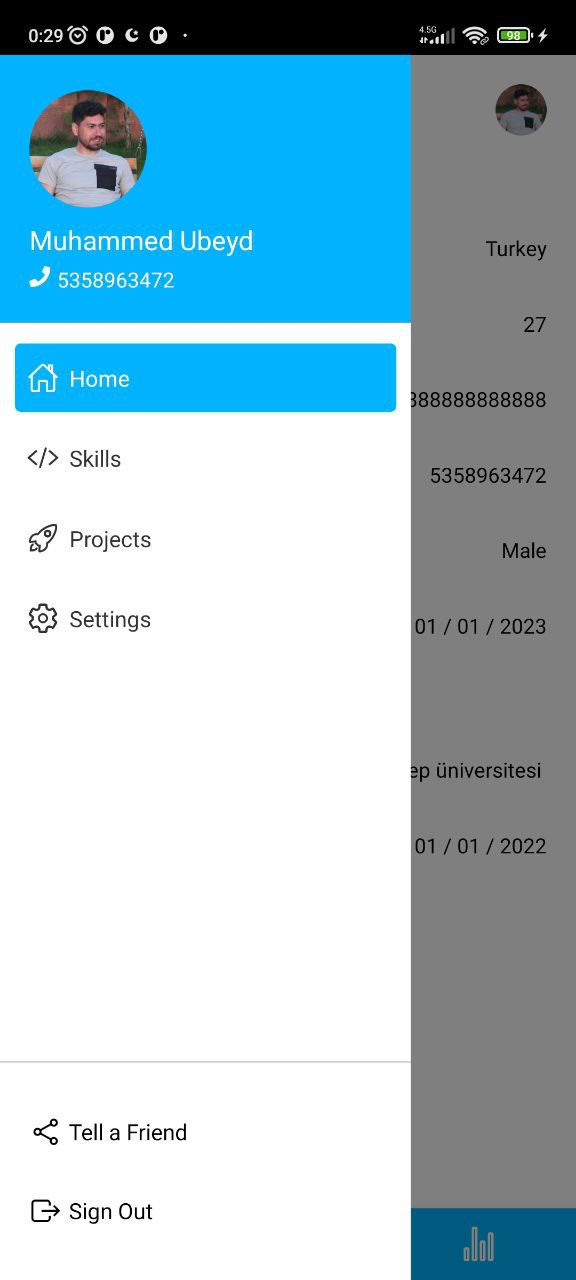 0:29
4.5G
98
Muhammed Ubeyd
5358963472
Home
Skills
Projects
Settings
Tell a Friend
Sign Out
Turkey
27
88888888888
5358963472
Male
01 / 01 / 2023
ep üniversitesi
01 / 01 / 2022